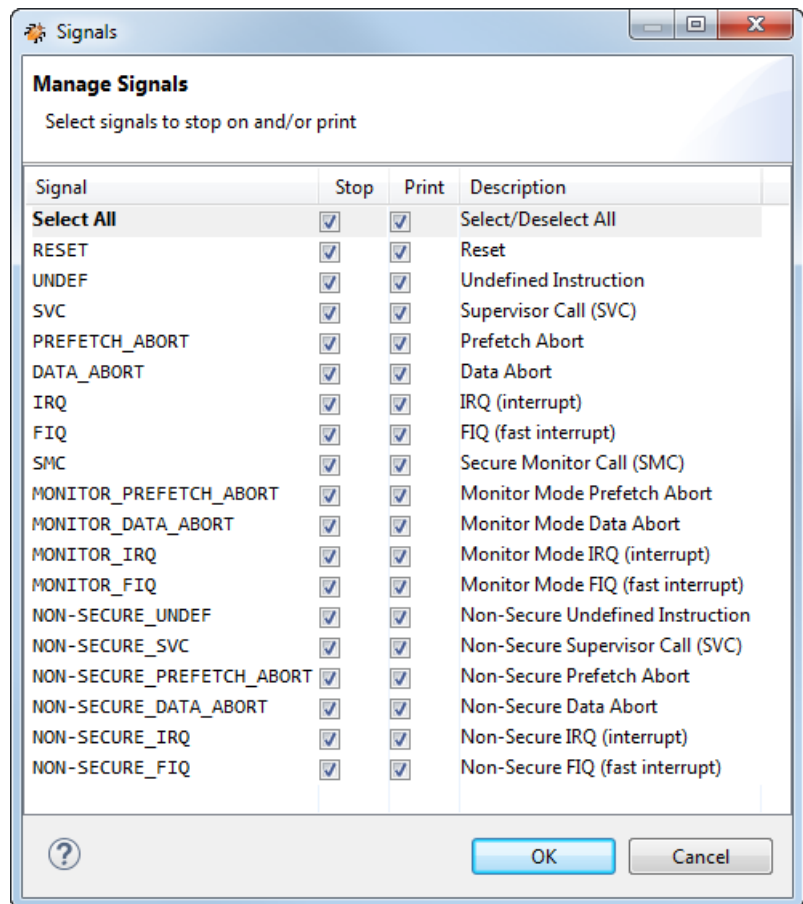 Signals
Manage Signals
Select signals to stop on and/or print
Signal Stop Print Description
Select All Select/Deselect All
RESET Reset
UNDEF Undefined Instruction
SVC Supervisor Call (SVC)
PREFETCH_ABORT Prefetch Abort
DATA_ABORT Data Abort
IRQ IRQ (interrupt)
FIQ FIQ (fast interrupt)
SMC Secure Monitor Call (SMC)
MONITOR_PREFETCH_ABORT Monitor Mode Prefetch Abort
MONITOR_DATA_ABORT Monitor Mode Data Abort
MONITOR_IRQ Monitor Mode IRQ (interrupt)
MONITOR_FIQ Monitor Mode FIQ (fast interrupt)
NON-SECURE_UNDEF Non-Secure Undefined Instruction
NON-SECURE_SVC Non-Secure Supervisor Call (SVC)
NON-SECURE_PREFETCH_ABORT Non-Secure Prefetch Abort
NON-SECURE_DATA_ABORT Non-Secure Data Abort
NON-SECURE_IRQ Non-Secure IRQ (interrupt)
NON-SECURE_FIQ Non-Secure FIQ (fast interrupt)
? OK Cancel